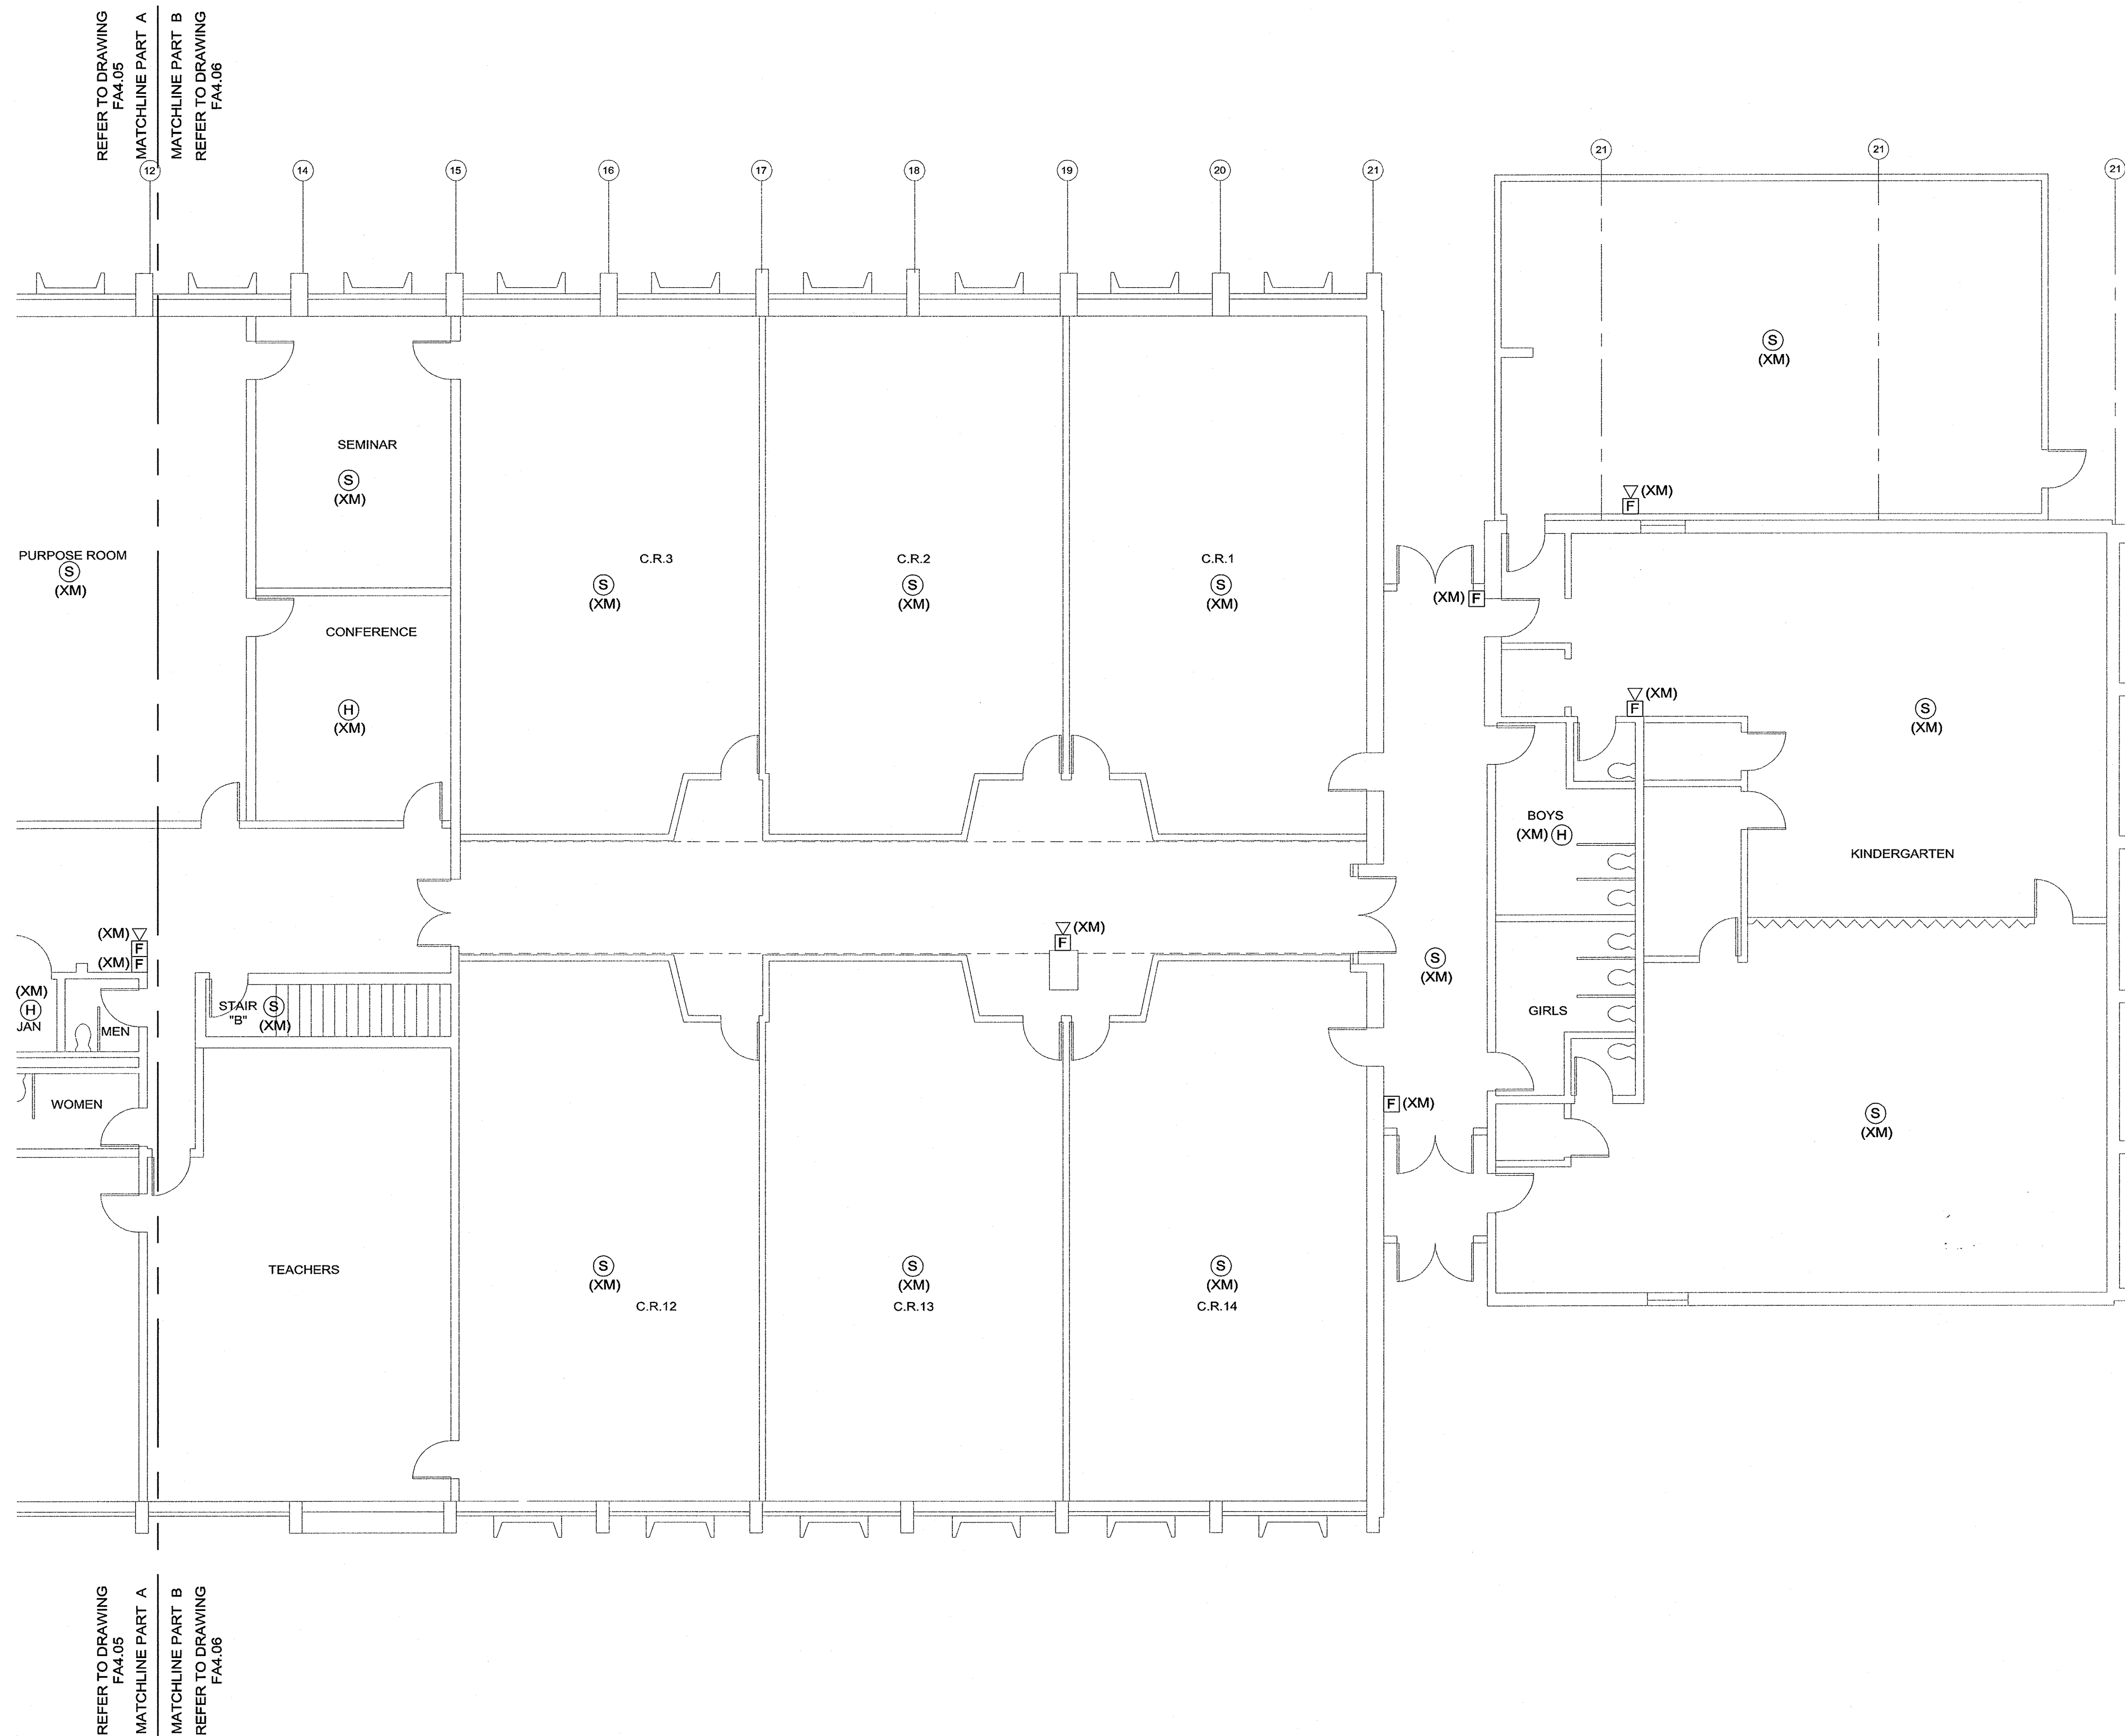 REFER TO DRAWING
FA4.05
MATCHLINE PART A
MATCHLINE PART B
REFER TO DRAWING
FA4.06
12
14
15
16
17
18
19
20
21
21
21
21
S
(XM)
SEMINAR
S
(XM)
(XM)
F
PURPOSE ROOM
S
(XM)
C.R.3
S
(XM)
C.R.2
S
(XM)
C.R.1
S
(XM)
(XM) F
CONFERENCE
H
(XM)
(XM)
F
S
(XM)
BOYS
(XM) H
KINDERGARTEN
(XM)
F
(XM) F
(XM)
F
S
(XM)
(XM)
H
JAN
MEN
STAIR
"B"
S
(XM)
GIRLS
WOMEN
F (XM)
S
(XM)
TEACHERS
S
(XM)
C.R.12
S
(XM)
C.R.13
S
(XM)
C.R.14
REFER TO DRAWING
FA4.05
MATCHLINE PART A
MATCHLINE PART B
REFER TO DRAWING
FA4.06